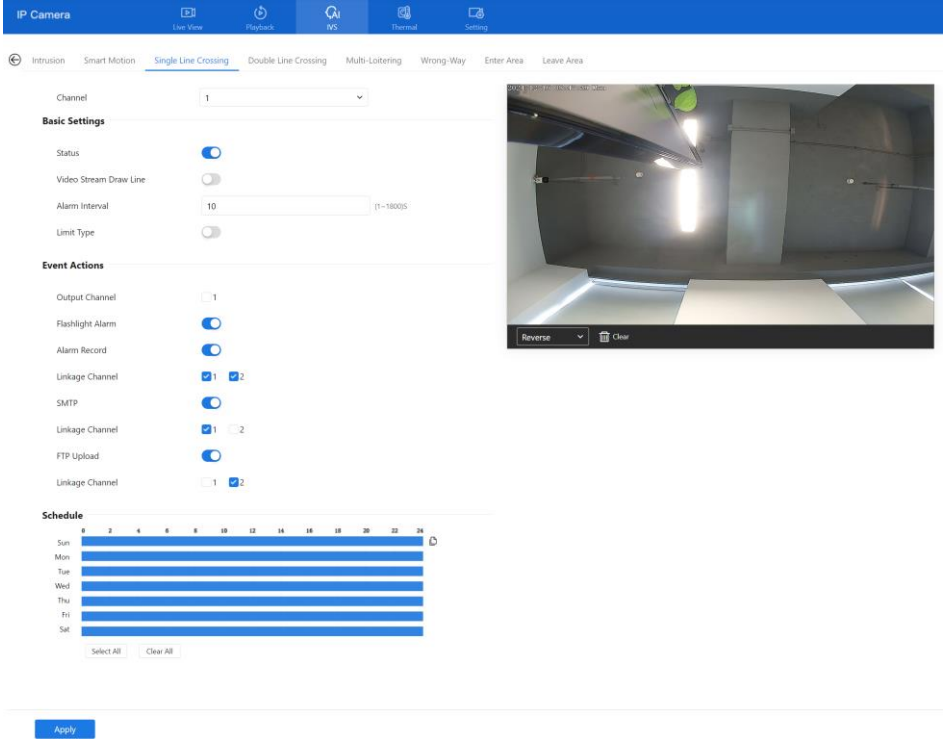 IP Camera
Live View Playback IVS Thermal Setting
Intrusion Smart Motion Single Line Crossing Double Line Crossing Multi-Loitering Wrong-Way Enter Area Leave Area
Channel 1
Basic Settings
Status
Video Stream Draw Line
Alarm Interval 10 (1~1800)S
Limit Type
Event Actions
Output Channel 1
Flashlight Alarm
Alarm Record
Linkage Channel 1 2
SMTP
Linkage Channel 1 2
FTP Upload
Linkage Channel 1 2
Reverse Clear
Schedule
0 2 4 6 8 10 12 14 16 18 20 22 24
Sun
Mon
Tue
Wed
Thu
Fri
Sat
Select All Clear All
Apply